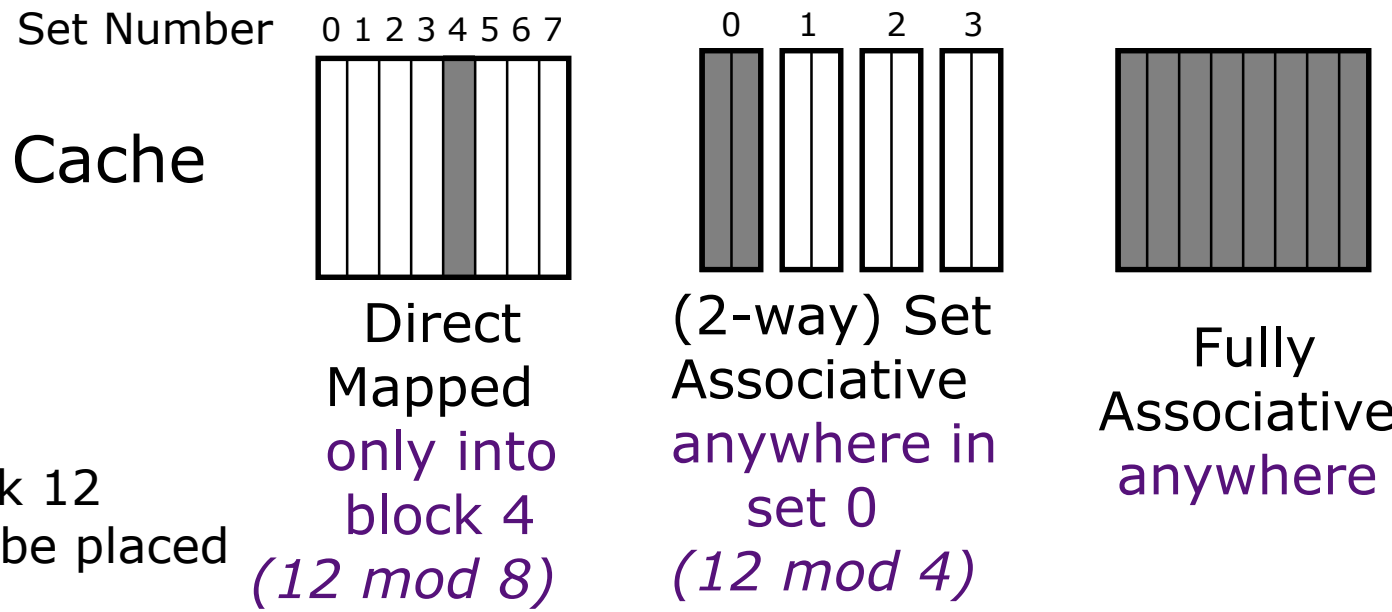 Set Number 0 1 2 3 4 5 6 7 0 1 2 3
Cache
Direct
Mapped
only into
block 4
(12 mod 8)
(2-way) Set
Associative
anywhere in
set 0
(12 mod 4)
Fully
Associative
anywhere
k 12
be placed